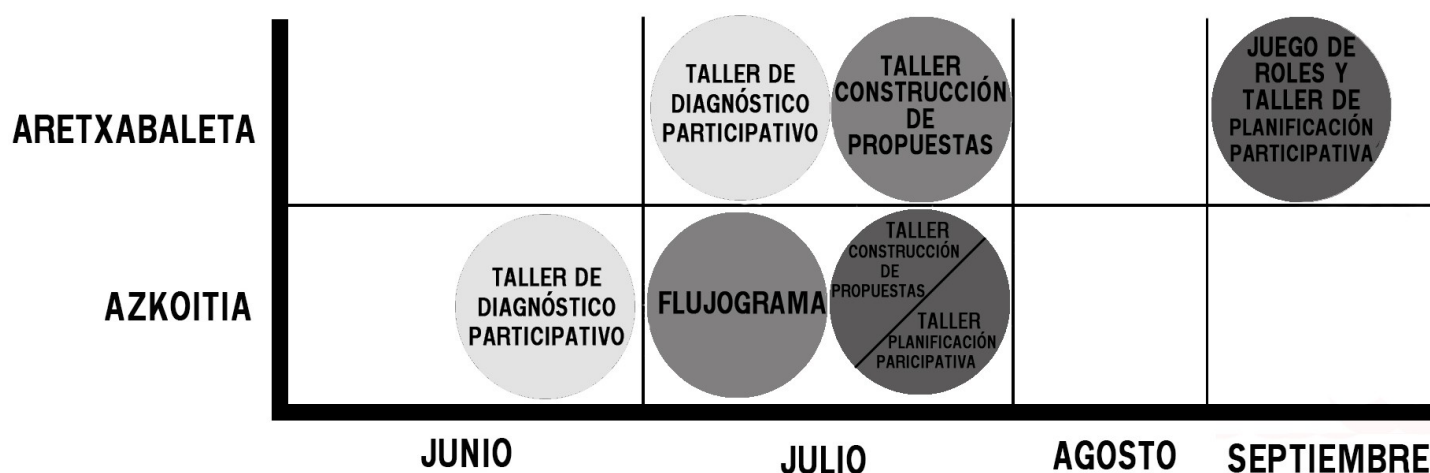 ARETXABALETA
TALLER DE
DIAGNÓSTICO
PARTICIPATIVO
TALLER
CONSTRUCCIÓN
DE
PROPUESTAS
JUEGO DE
ROLES Y
TALLER DE
PLANIFICACIÓN
PARTICIPATIVA
AZKOITIA
TALLER DE
DIAGNÓSTICO
PARTICIPATIVO
FLUJOGRAMA
TALLER
CONSTRUCCIÓN
DE
PROPUESTAS
TALLER
PLANIFICACIÓN
PARICIPATIVA
JUNIO
JULIO
AGOSTO
SEPTIEMBRE